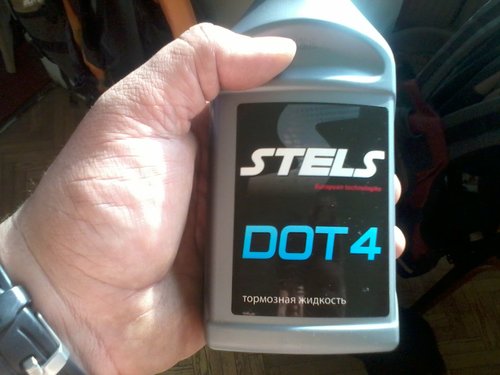 STELS
European technologies
DOT 4
тормозная жидкость